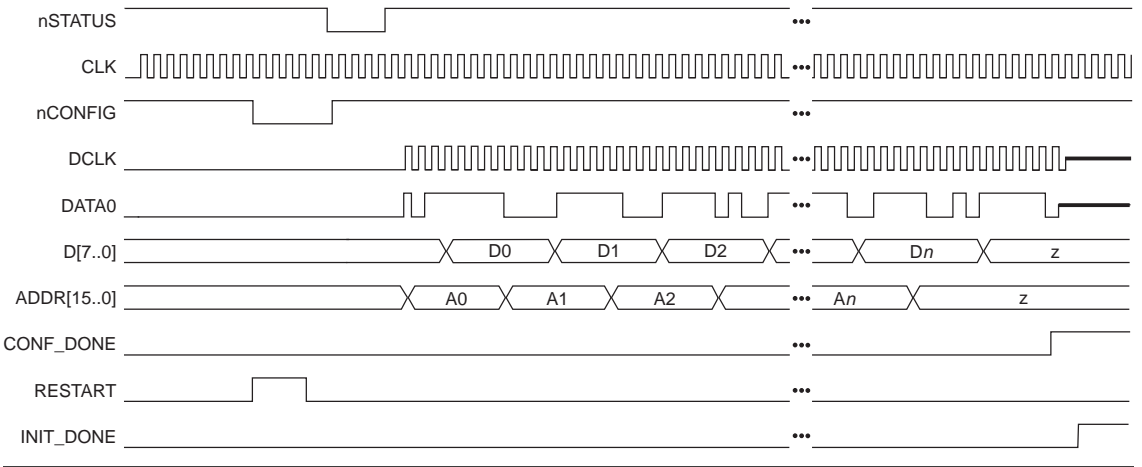 nSTATUS
CLK
nCONFIG
DCLK
DATA0
D[7..0] D0 D1 D2 Dn z
ADDR[15..0] A0 A1 A2 An z
CONF_DONE
RESTART
INIT_DONE